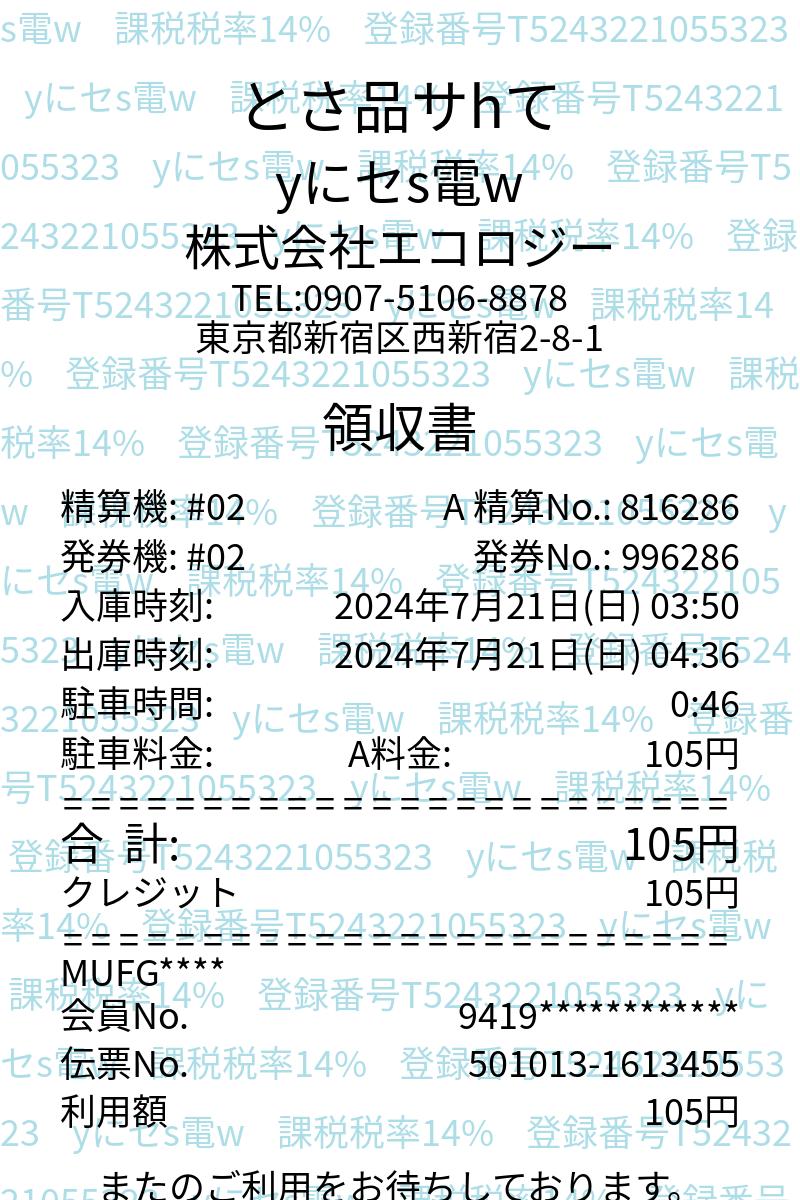 s電w 課税税率14% 登録番号T5243221055323
yにセs電w 課税税率14% 登録番号T5243221
とさ品サhて
055323 yにセs電w 課税税率14% 登録番号T5
yにセs電w
243221055323 yにセs電w 課税税率14% 登録
株式会社エコロジー
TEL:0907-5106-8878
番号T5243221055323 yにセs電w 課税税率14
東京都新宿区西新宿2-8-1
% 登録番号T5243221055323 yにセs電w 課税
領収書
税率14% 登録番号T5243221055323 yにセs電
精算機: #02 A 精算No.: 816286
w 課税税率14% 登録番号T5243221055323 y
発券機: #02 発券No.: 996286
にセs電w 課税税率14% 登録番号T524322105
入庫時刻: 2024年7月21日(日) 03:50
出庫時刻: 2024年7月21日(日) 04:36
5323 yにセs電w 課税税率14% 登録番号T524
駐車時間: 0:46
3221055323 yにセs電w 課税税率14% 登録番
駐車料金: A料金: 105円
号T5243221055323 yにセs電w 課税税率14%
========================
合 計: 105円
登録番号T5243221055323 yにセs電w 課税税
クレジット 105円
率14% 登録番号T5243221055323 yにセs電w
========================
MUFG****
課税税率14% 登録番号T5243221055323 yに
会員No. 9419************
セs電w 課税税率14% 登録番号T52432210553
伝票No. 501013-1613455
利用額 105円
23 yにセs電w 課税税率14% 登録番号T52432
またのご利用をお待ちしております。